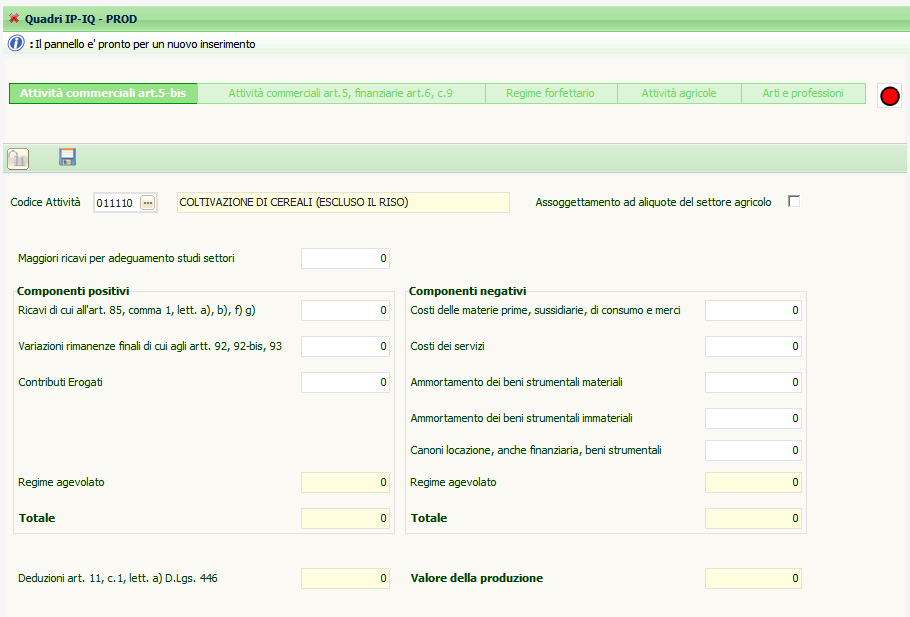 Quadri IP-IQ - PROD
: Il pannello e' pronto per un nuovo inserimento
Attività commerciali art.5-bis Attività commerciali art.5, finanziarie art.6, c.9 Regime forfettario Attività agricole Arti e professioni
Codice Attività 011110 ... COLTIVAZIONE DI CEREALI (ESCLUSO IL RISO) Assoggettamento ad aliquote del settore agricolo
Maggiori ricavi per adeguamento studi settori 0
Componenti positivi Componenti negativi
Ricavi di cui all'art. 85, comma 1, lett. a), b), f) g) 0 Costi delle materie prime, sussidiarie, di consumo e merci 0
Variazioni rimanenze finali di cui agli artt. 92, 92-bis, 93 0 Costi dei servizi 0
Contributi Erogati 0 Ammortamento dei beni strumentali materiali 0
Ammortamento dei beni strumentali immateriali 0
Canoni locazione, anche finanziaria, beni strumentali 0
Regime agevolato 0 Regime agevolato 0
Totale 0 Totale 0
Deduzioni art. 11, c.1, lett. a) D.Lgs. 446 0 Valore della produzione 0